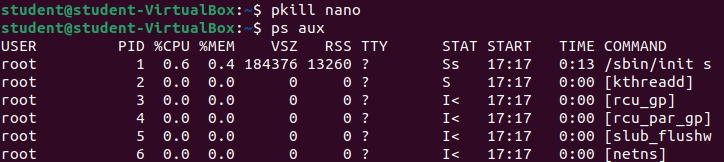 student@student-VirtualBox:~$ pkill nano
student@student-VirtualBox:~$ ps aux
USER PID %CPU %MEM VSZ RSS TTY STAT START TIME COMMAND
root 1 0.6 0.4 184376 13260 ? Ss 17:17 0:13 /sbin/init s
root 2 0.0 0.0 0 0 ? S 17:17 0:00 [kthreadd]
root 3 0.0 0.0 0 0 ? I< 17:17 0:00 [rcu_gp]
root 4 0.0 0.0 0 0 ? I< 17:17 0:00 [rcu_par_gp]
root 5 0.0 0.0 0 0 ? I< 17:17 0:00 [slub_flushw
root 6 0.0 0.0 0 0 ? I< 17:17 0:00 [netns]